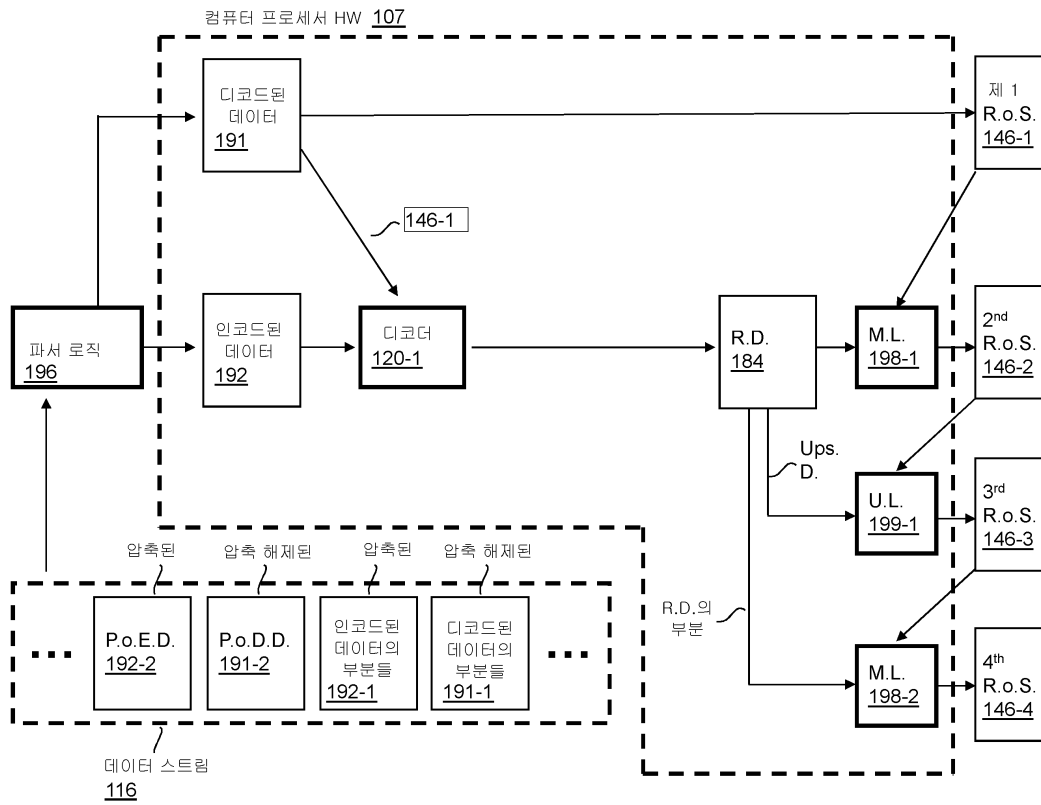 컴퓨터 프로세서 HW 107
디코드된
데이터
191
제 1
R.o.S.
146-1
146-1
파서 로직
196
인코드된
데이터
192
디코더
120-1
R.D.
184
M.L.
198-1
2nd
R.o.S.
146-2
Ups.
D.
U.L.
199-1
3rd
R.o.S.
146-3
R.D.의
부분
M.L.
198-2
4th
R.o.S.
146-4
압축된
압축 해제된
압축된
압축 해제된
P.o.E.D.
192-2
P.o.D.D.
191-2
인코드된
데이터의
부분들
192-1
디코드된
데이터의
부분들
191-1
데이터 스트림
116